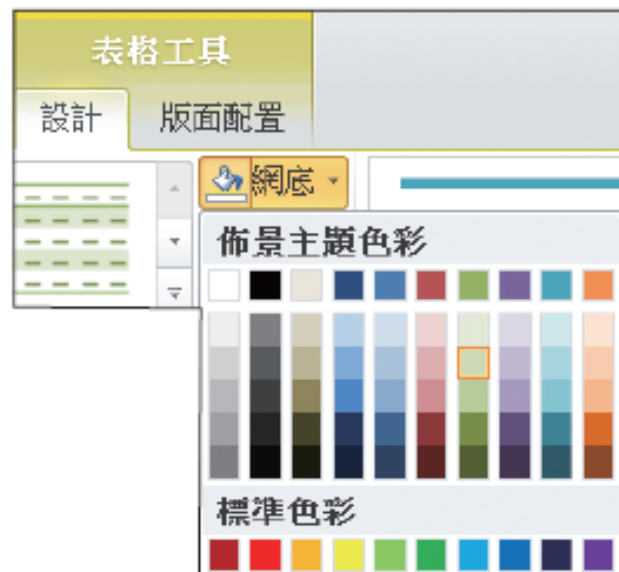 表格工具
設計 版面配置
網底
佈景主題色彩
標準色彩